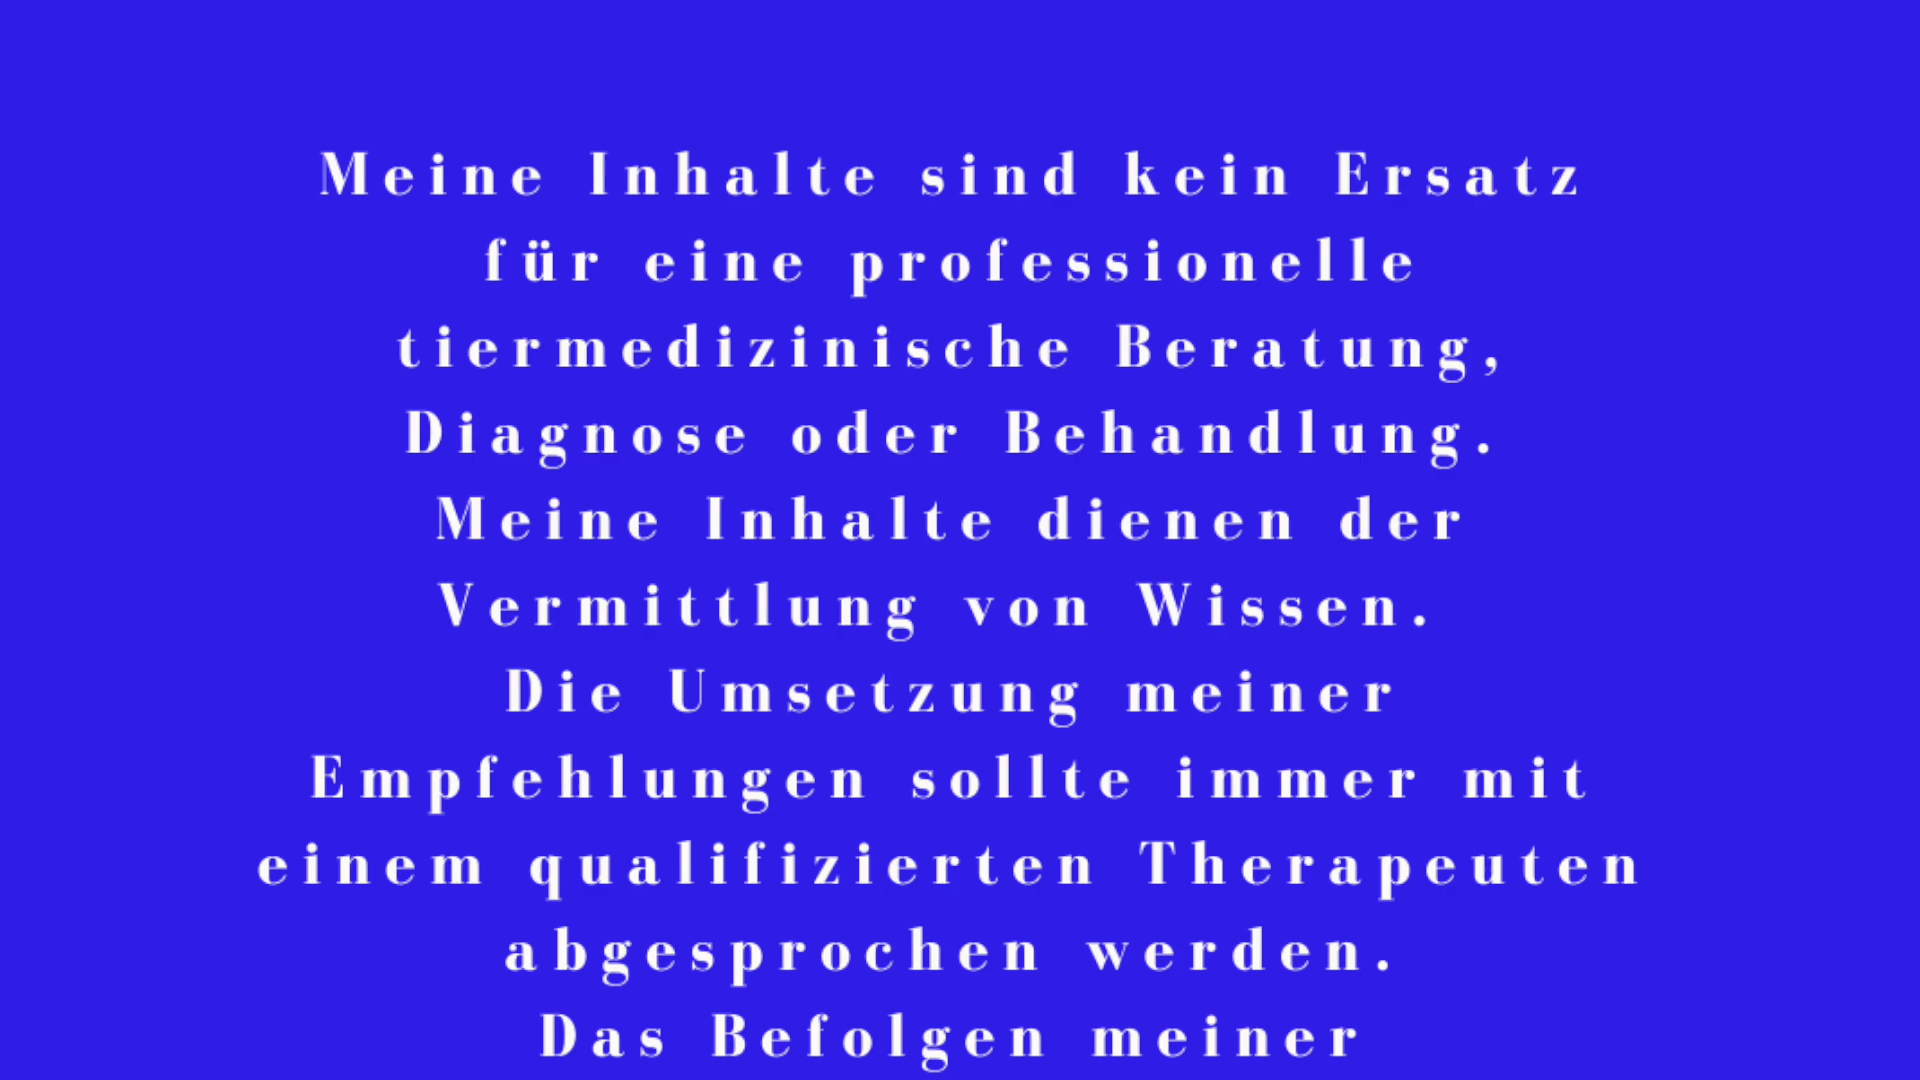 Meine Inhalte sind kein Ersatz
für eine professionelle
tiermedizinische Beratung,
Diagnose oder Behandlung.
Meine Inhalte dienen der
Vermittlung von Wissen.
Die Umsetzung meiner
Empfehlungen sollte immer mit
einem qualifizierten Therapeuten
abgesprochen werden.
Das Befolgen meiner